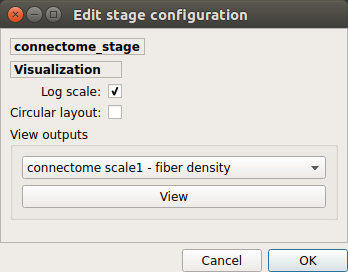 Edit stage configuration
connectome_stage
Visualization
Log scale:
Circular layout:
View outputs
connectome scale1 - fiber density
View
Cancel OK